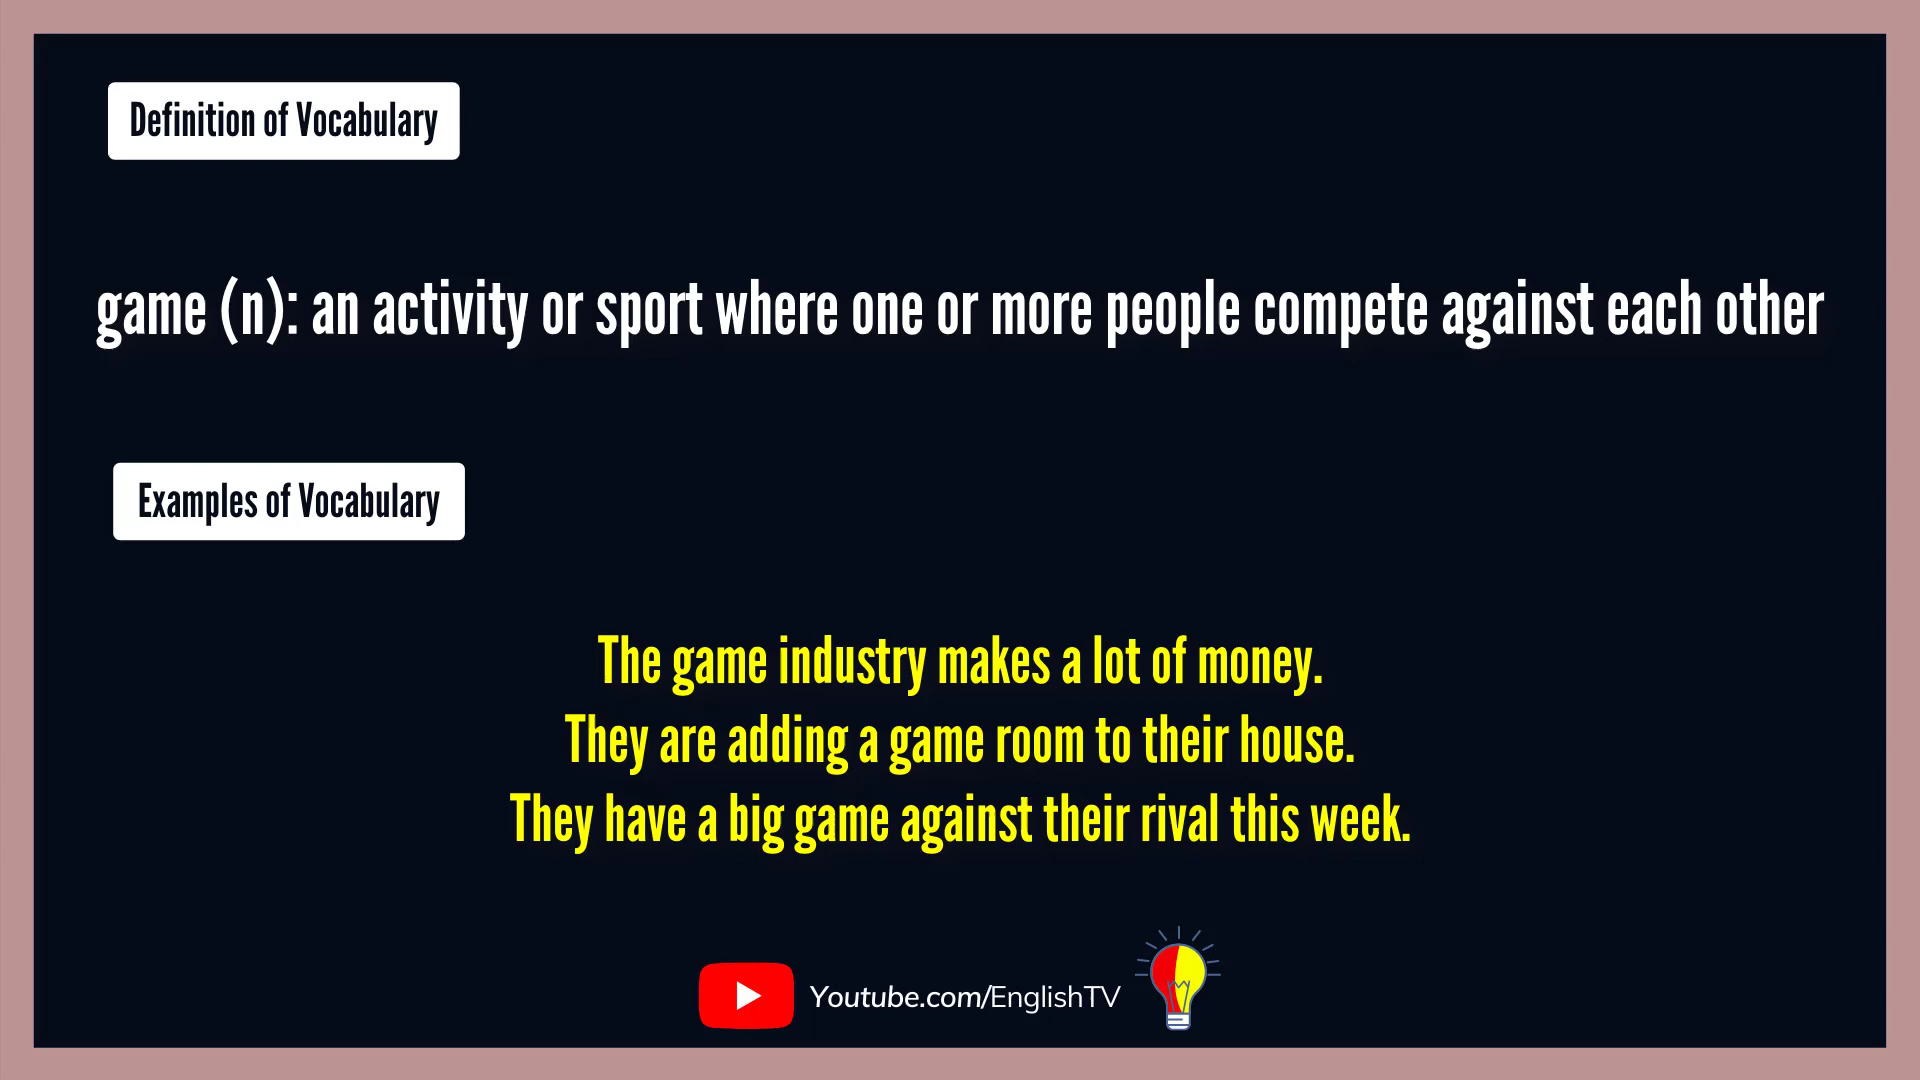 Definition of Vocabulary
game (n): an activity or sport where one or more people compete against each other
Examples of Vocabulary
The game industry makes a lot of money.
They are adding a game room to their house.
They have a big game against their rival this week.
Youtube.com/EnglishTV